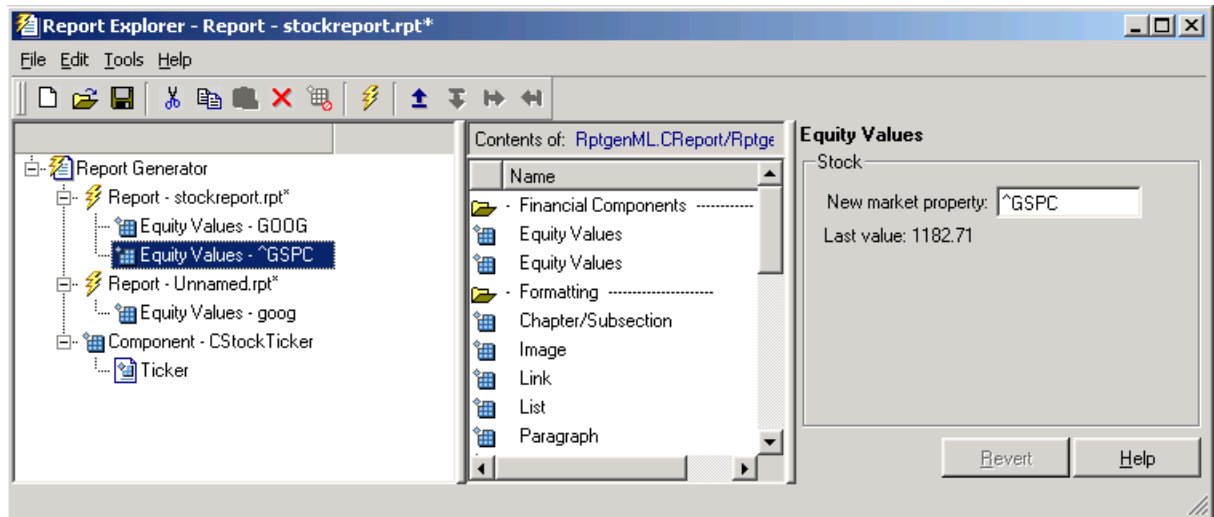 Report Explorer - Report - stockreport.rpt*
File Edit Tools Help
Report Generator
Report - stockreport.rpt*
Equity Values - GOOG
Equity Values - ^GSPC
Report - Unnamed.rpt*
Equity Values - goog
Component - CStockTicker
Ticker
Contents of: RptgenML.CReport/Rptge
Name
- Financial Components -----------
Equity Values
Equity Values
- Formatting --------------------
Chapter/Subsection
Image
Link
List
Paragraph
Equity Values
Stock
New market property: ^GSPC
Last value: 1182.71
Revert Help